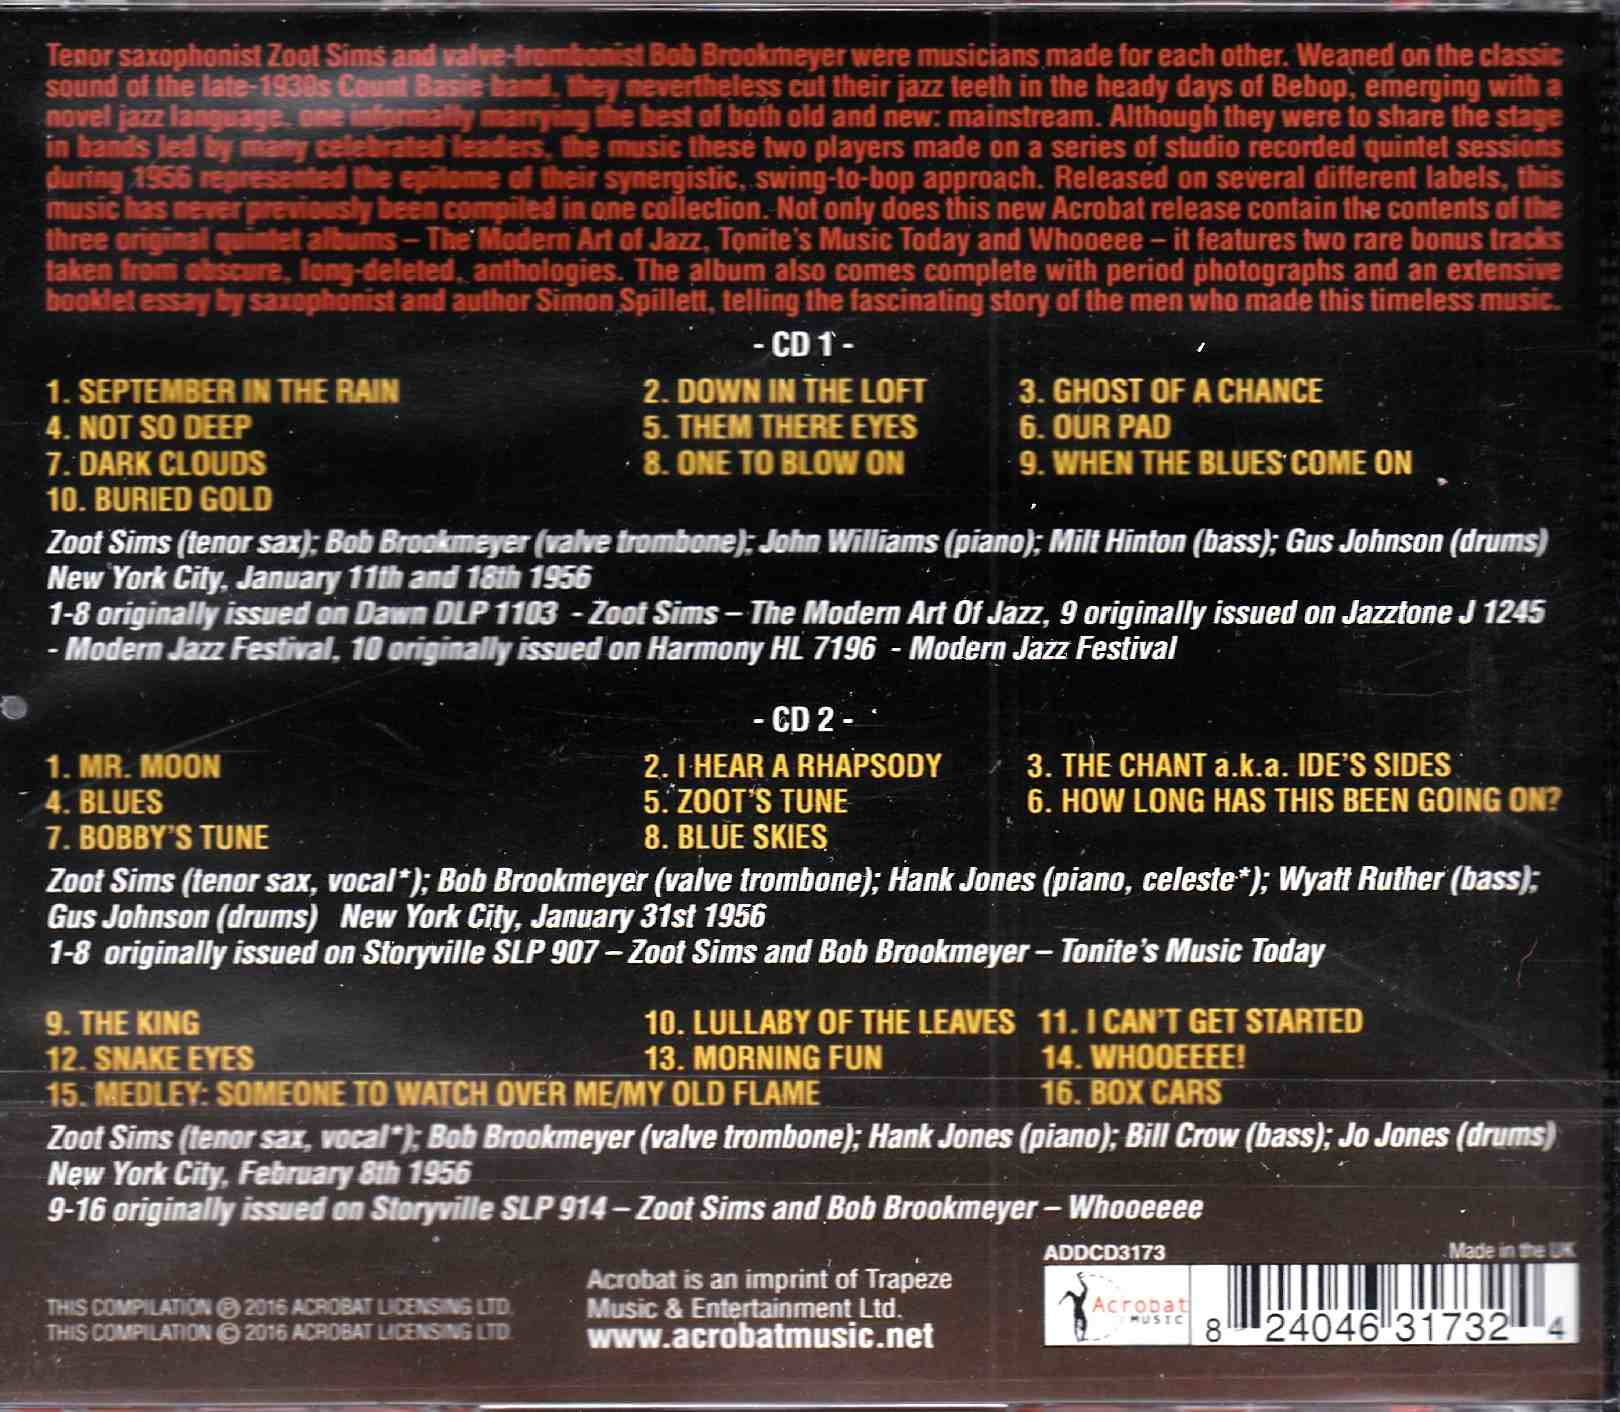 Tenor saxophonist Zoot Sims and valve-trombonist Bob Brookmeyer were musicians made for each other. Weaned on the classic
sound of the late-1930s Count Basie band, they nevertheless cut their jazz teeth in the heady days of Bebop, emerging with a
novel jazz language, one informally marrying the best of both old and new: mainstream. Although they were to share the stage
in bands led by many celebrated leaders, the music these two players made on a series of studio recorded quintet sessions
during 1956 represented the epitome of their synergistic, swing-to-bop approach. Released on several different labels, this
music has never previously been compiled in one collection. Not only does this new Acrobat release contain the contents of the
three original quintet albums – The Modern Art of Jazz, Tonite's Music Today and Whooeee – it features two rare bonus tracks
taken from obscure, long-deleted, anthologies. The album also comes complete with period photographs and an extensive
booklet essay by saxophonist and author Simon Spillett, telling the fascinating story of the men who made this timeless music.
- CD 1 -
1. SEPTEMBER IN THE RAIN 2. DOWN IN THE LOFT 3. GHOST OF A CHANCE
4. NOT SO DEEP 5. THEM THERE EYES 6. OUR PAD
7. DARK CLOUDS 8. ONE TO BLOW ON 9. WHEN THE BLUES COME ON
10. BURIED GOLD
Zoot Sims (tenor sax); Bob Brookmeyer (valve trombone); John Williams (piano); Milt Hinton (bass); Gus Johnson (drums)
New York City, January 11th and 18th 1956
1-8 originally issued on Dawn DLP 1103 - Zoot Sims – The Modern Art Of Jazz, 9 originally issued on Jazztone J 1245
- Modern Jazz Festival, 10 originally issued on Harmony HL 7196 - Modern Jazz Festival
- CD 2 -
1. MR. MOON 2. I HEAR A RHAPSODY 3. THE CHANT a.k.a. IDE'S SIDES
4. BLUES 5. ZOOT'S TUNE 6. HOW LONG HAS THIS BEEN GOING ON?
7. BOBBY'S TUNE 8. BLUE SKIES
Zoot Sims (tenor sax, vocal*); Bob Brookmeyer (valve trombone); Hank Jones (piano, celeste*); Wyatt Ruther (bass);
Gus Johnson (drums) New York City, January 31st 1956
1-8 originally issued on Storyville SLP 907 – Zoot Sims and Bob Brookmeyer – Tonite's Music Today
9. THE KING 10. LULLABY OF THE LEAVES 11. I CAN'T GET STARTED
12. SNAKE EYES 13. MORNING FUN 14. WHOOEEEE!
15. MEDLEY: SOMEONE TO WATCH OVER ME/MY OLD FLAME 16. BOX CARS
Zoot Sims (tenor sax, vocal*); Bob Brookmeyer (valve trombone); Hank Jones (piano); Bill Crow (bass); Jo Jones (drums)
New York City, February 8th 1956
9-16 originally issued on Storyville SLP 914 – Zoot Sims and Bob Brookmeyer – Whooeeee
THIS COMPILATION ℗ 2016 ACROBAT LICENSING LTD.
THIS COMPILATION © 2016 ACROBAT LICENSING LTD.
Acrobat is an imprint of Trapeze
Music & Entertainment Ltd.
www.acrobatmusic.net
ADDCD3173 Made in the UK
Acrobat
MUSIC
8 24046 31732 4